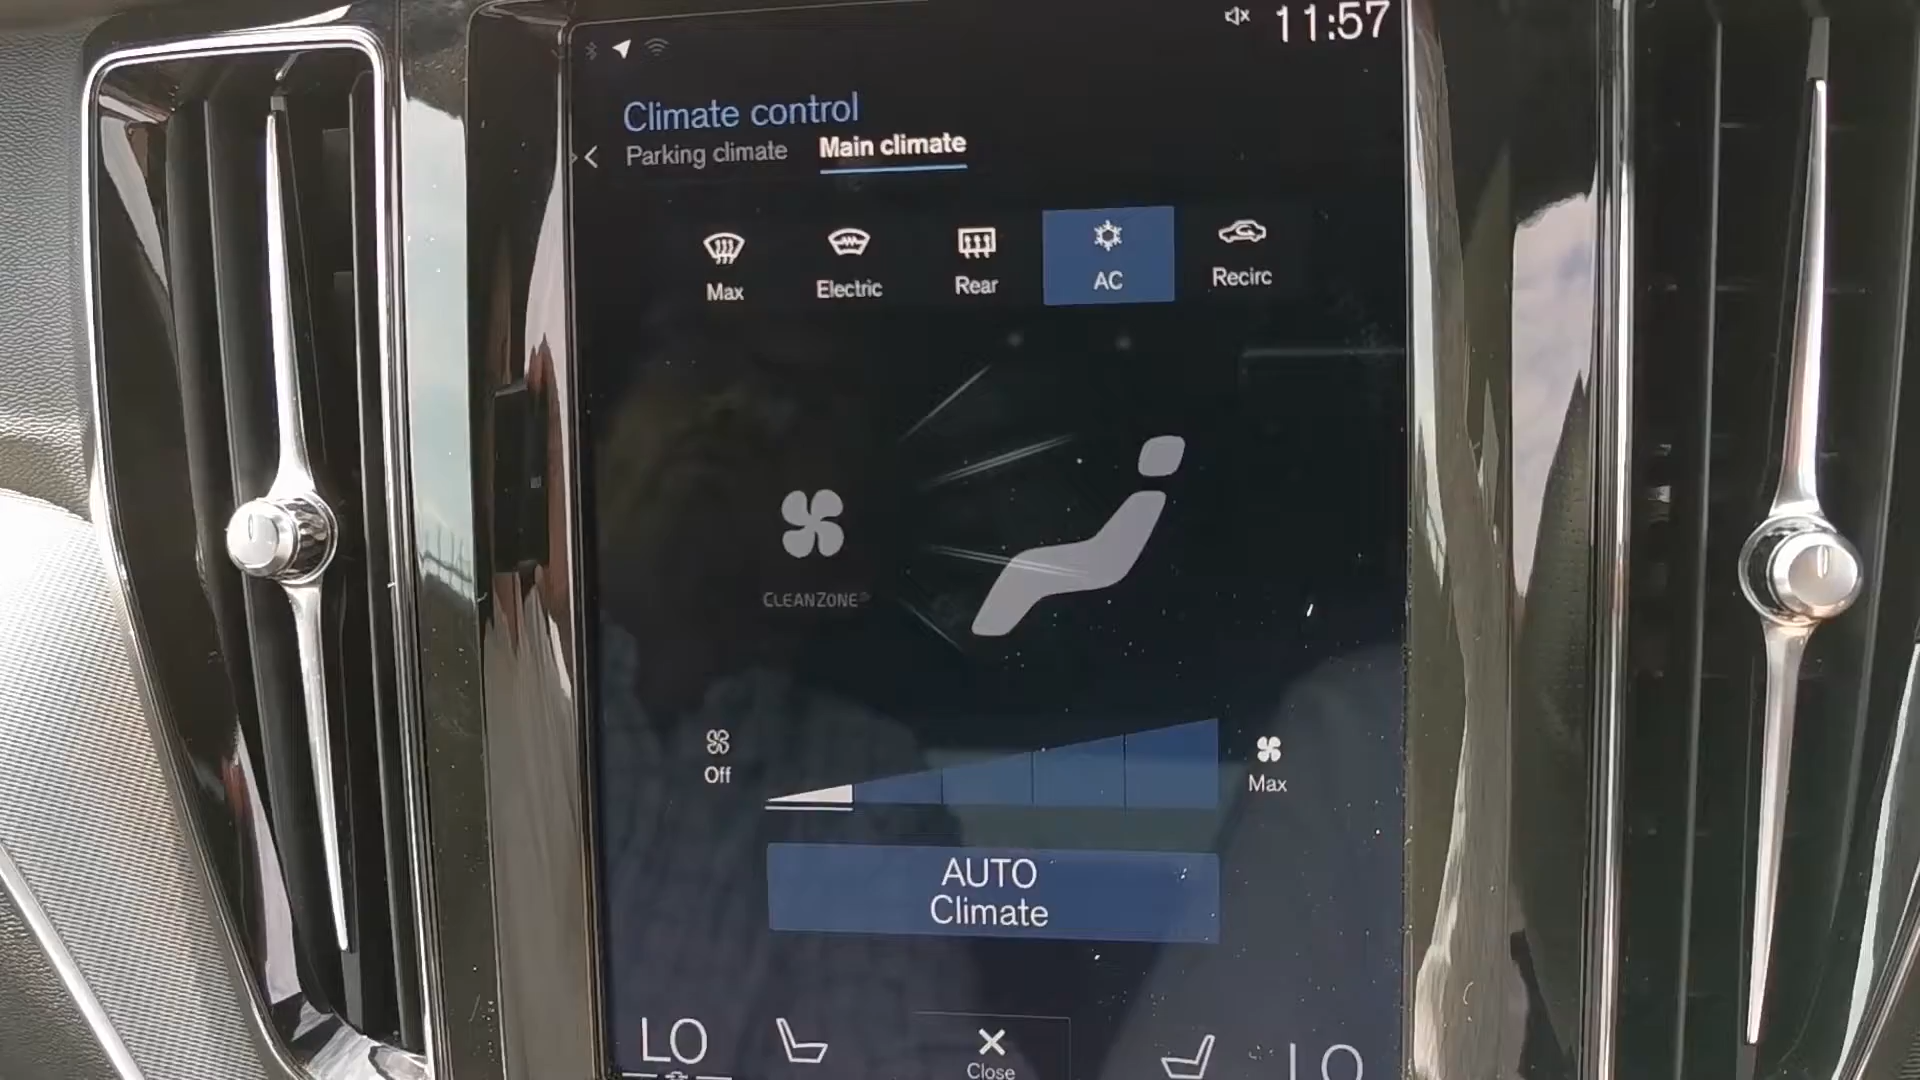 11:57
Climate control
Parking climate
Main climate
Max
Electric
Rear
AC
Recirc
CLEANZONE®
Off
Max
AUTO
Climate
LO
Close
LO